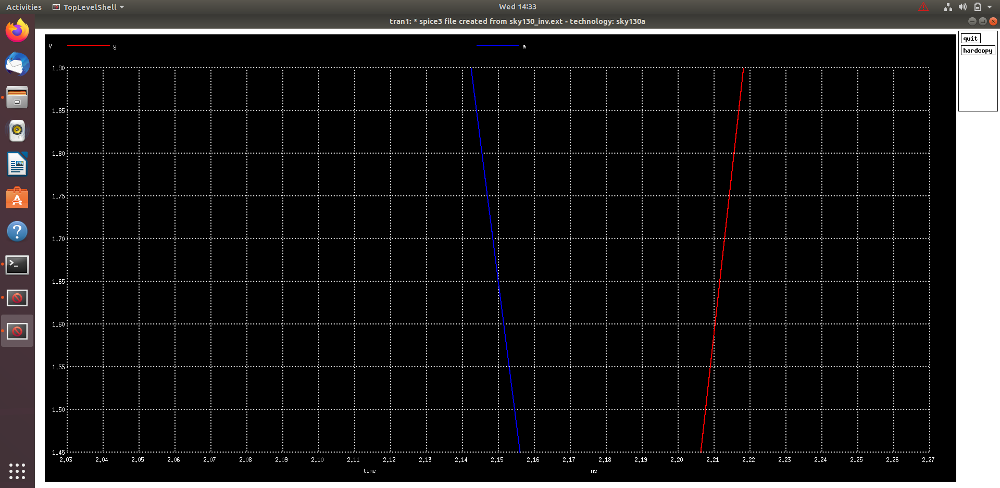 Activities TopLevelShell Wed 14:33
tran1: * spice3 file created from sky130_inv.ext - technology: sky130a
quit
hardcopy
V y a
1.90
1.85
1.80
1.75
1.70
1.65
1.60
1.55
1.50
1.45
2.03 2.04 2.05 2.06 2.07 2.08 2.09 2.10 2.11 2.12 2.13 2.14 2.15 2.16 2.17 2.18 2.19 2.20 2.21 2.22 2.23 2.24 2.25 2.26 2.27
time ns